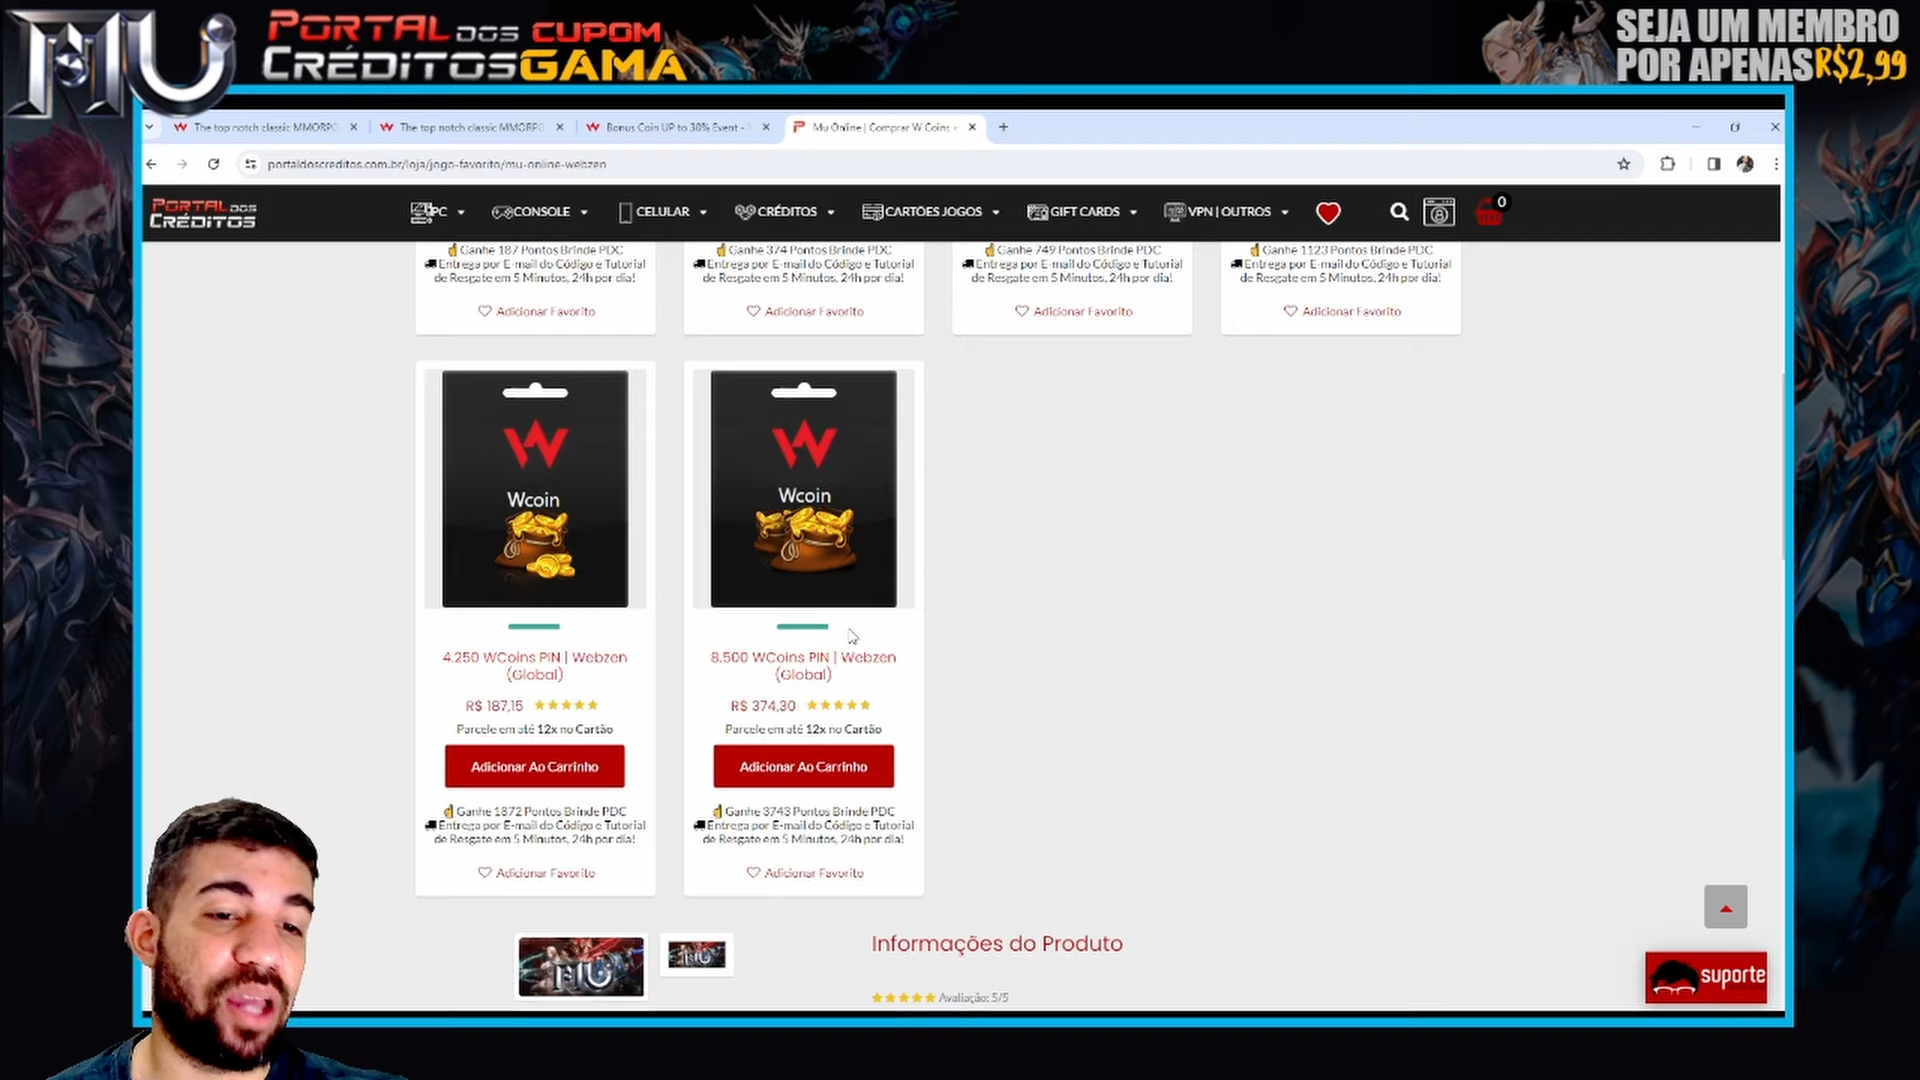 MU
PORTAL DOS CUPOM
CRÉDITOS GAMA
SEJA UM MEMBRO
POR APENAS R$2,99
The top notch classic MMORPG
The top notch classic MMORPG
Bonus Coin UP to 30% Event -
Mu Online | Comprar W Coins e
portaldoscreditos.com.br/loja/jogo-favorito/mu-online-webzen
PORTAL DOS
CRÉDITOS
PC
CONSOLE
CELULAR
CRÉDITOS
CARTÕES JOGOS
GIFT CARDS
VPN | OUTROS
0
Ganhe 187 Pontos Brinde PDC
Entrega por E-mail do Código e Tutorial
de Resgate em 5 Minutos, 24h por dia!
Adicionar Favorito
Ganhe 374 Pontos Brinde PDC
Entrega por E-mail do Código e Tutorial
de Resgate em 5 Minutos, 24h por dia!
Adicionar Favorito
Ganhe 749 Pontos Brinde PDC
Entrega por E-mail do Código e Tutorial
de Resgate em 5 Minutos, 24h por dia!
Adicionar Favorito
Ganhe 1123 Pontos Brinde PDC
Entrega por E-mail do Código e Tutorial
de Resgate em 5 Minutos, 24h por dia!
Adicionar Favorito
Wcoin
4.250 WCoins PIN | Webzen
(Global)
R$ 187,15
Parcele em até 12x no Cartão
Adicionar Ao Carrinho
Ganhe 1872 Pontos Brinde PDC
Entrega por E-mail do Código e Tutorial
de Resgate em 5 Minutos, 24h por dia!
Adicionar Favorito
Wcoin
8.500 WCoins PIN | Webzen
(Global)
R$ 374,30
Parcele em até 12x no Cartão
Adicionar Ao Carrinho
Ganhe 3743 Pontos Brinde PDC
Entrega por E-mail do Código e Tutorial
de Resgate em 5 Minutos, 24h por dia!
Adicionar Favorito
MU
MU
Informações do Produto
Avaliação: 5/5
suporte